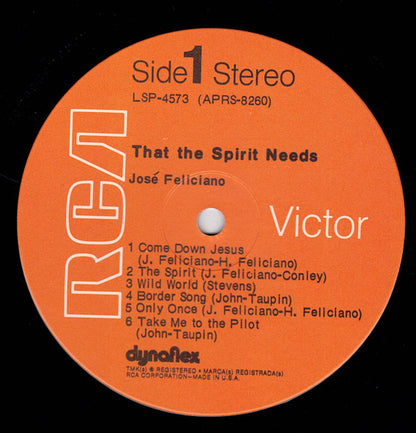 Side 1 Stereo
LSP-4573 (APRS-8260)
RCA
That the Spirit Needs
José Feliciano
Victor
1 Come Down Jesus
(J. Feliciano-H. Feliciano)
2 The Spirit (J. Feliciano-Conley)
3 Wild World (Stevens)
4 Border Song (John-Taupin)
5 Only Once (J. Feliciano-H. Feliciano)
6 Take Me to the Pilot
(John-Taupin)
dynaflex
TMK(s) ® REGISTERED • MARCA(s) REGISTRADA(s)
RCA CORPORATION—MADE IN U.S.A.